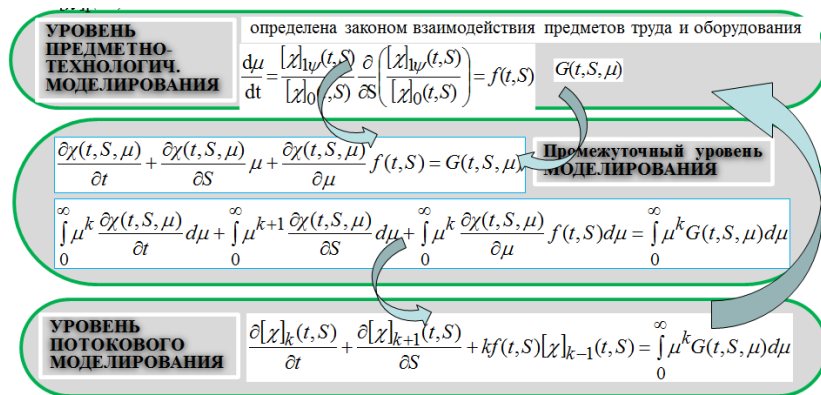 УРОВЕНЬ
ПРЕДМЕТНО-
ТЕХНОЛОГИЧ.
МОДЕЛИРОВАНИЯ
определена законом взаимодействия предметов труда и оборудования
dμ/dt = [χ]₁ψ(t,S)/[χ]₀(t,S) ∂/∂S([χ]₁ψ(t,S)/[χ]₀(t,S)) = f(t,S)
G(t,S,μ)
∂χ(t,S,μ)/∂t + ∂χ(t,S,μ)/∂S μ + ∂χ(t,S,μ)/∂μ f(t,S) = G(t,S,μ)
Промежуточный уровень
МОДЕЛИРОВАНИЯ
∫₀^∞ μ^k ∂χ(t,S,μ)/∂t dμ + ∫₀^∞ μ^(k+1) ∂χ(t,S,μ)/∂S dμ + ∫₀^∞ μ^k ∂χ(t,S,μ)/∂μ f(t,S)dμ = ∫₀^∞ μ^k G(t,S,μ)dμ
УРОВЕНЬ
ПОТОКОВОГО
МОДЕЛИРОВАНИЯ
∂[χ]_k(t,S)/∂t + ∂[χ]_(k+1)(t,S)/∂S + kf(t,S)[χ]_(k−1)(t,S) = ∫₀^∞ μ^k G(t,S,μ)dμ